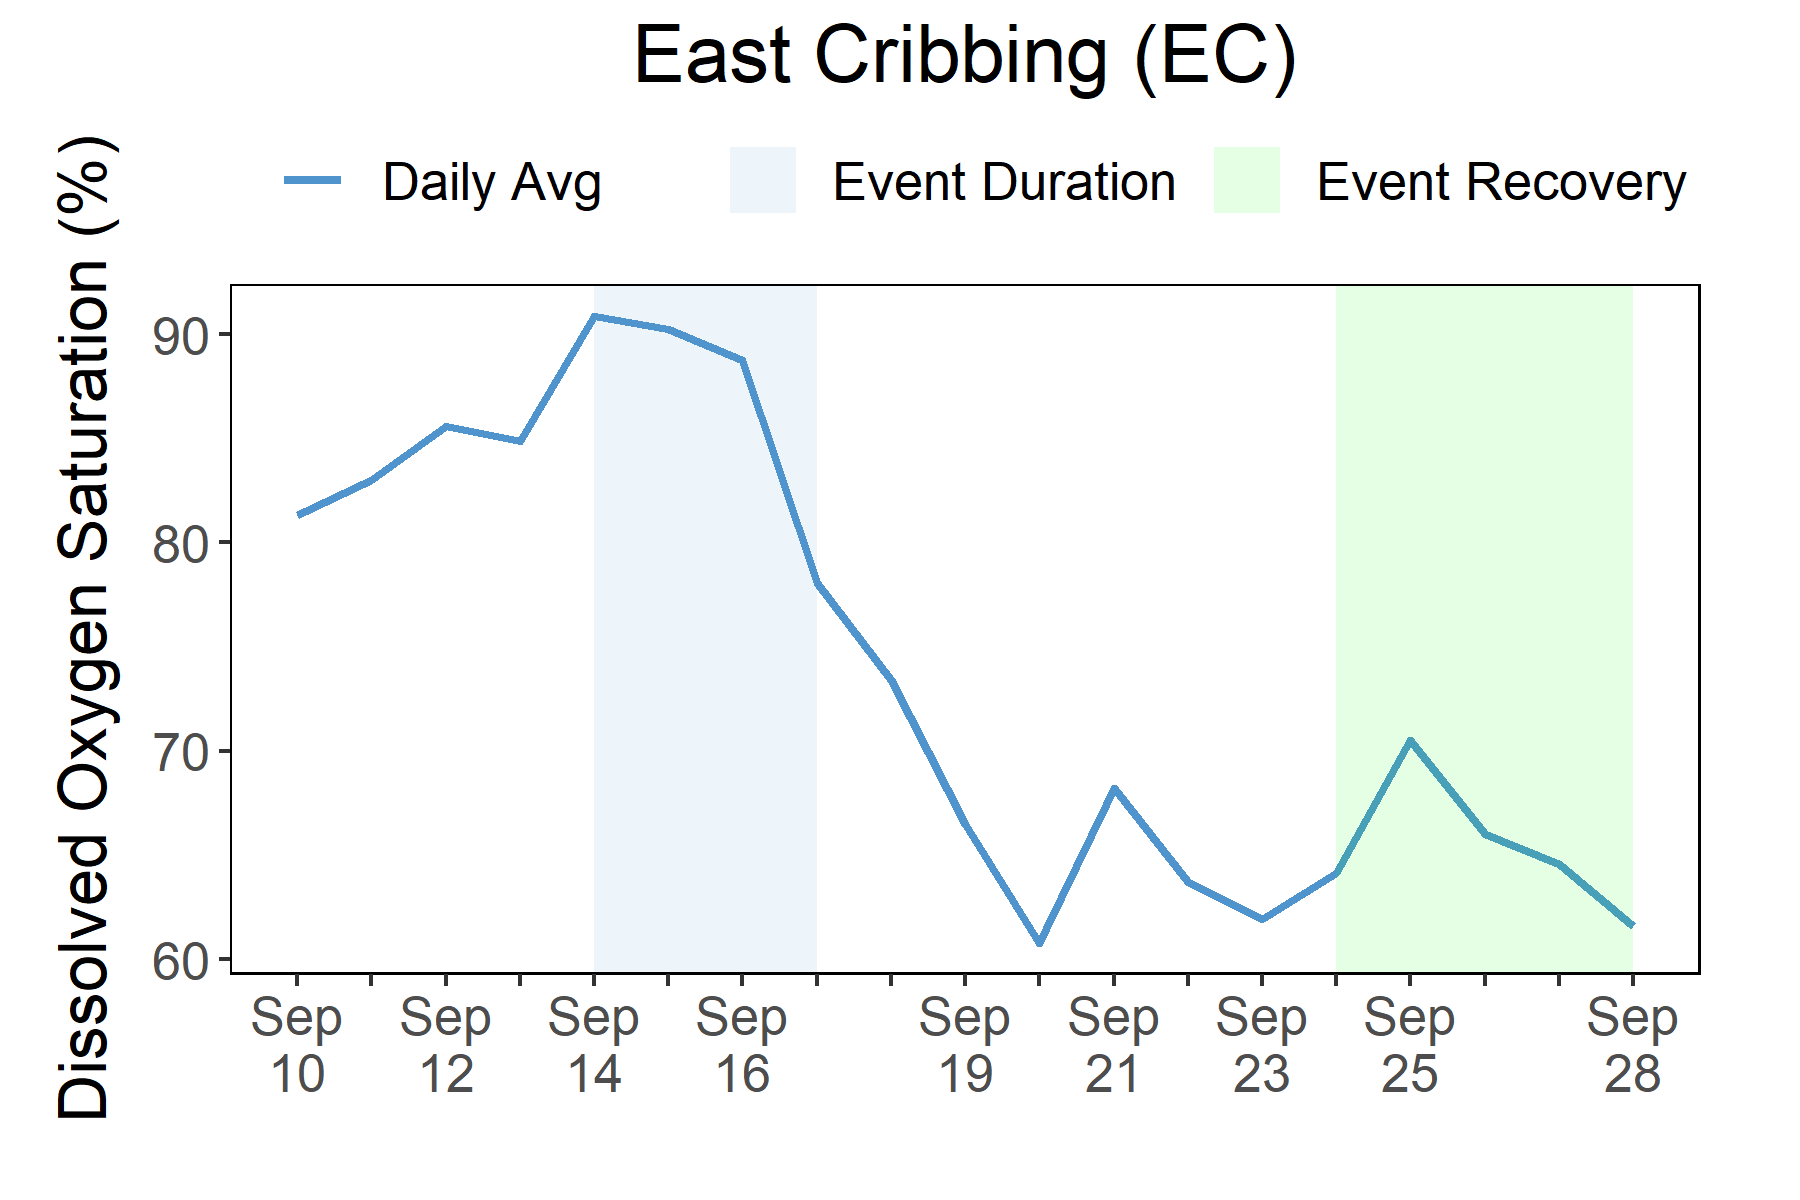 East Cribbing (EC)
Daily Avg Event Duration Event Recovery
Dissolved Oxygen Saturation (%)
90
80
70
60
Sep Sep Sep Sep Sep Sep Sep Sep Sep
10 12 14 16 19 21 23 25 28